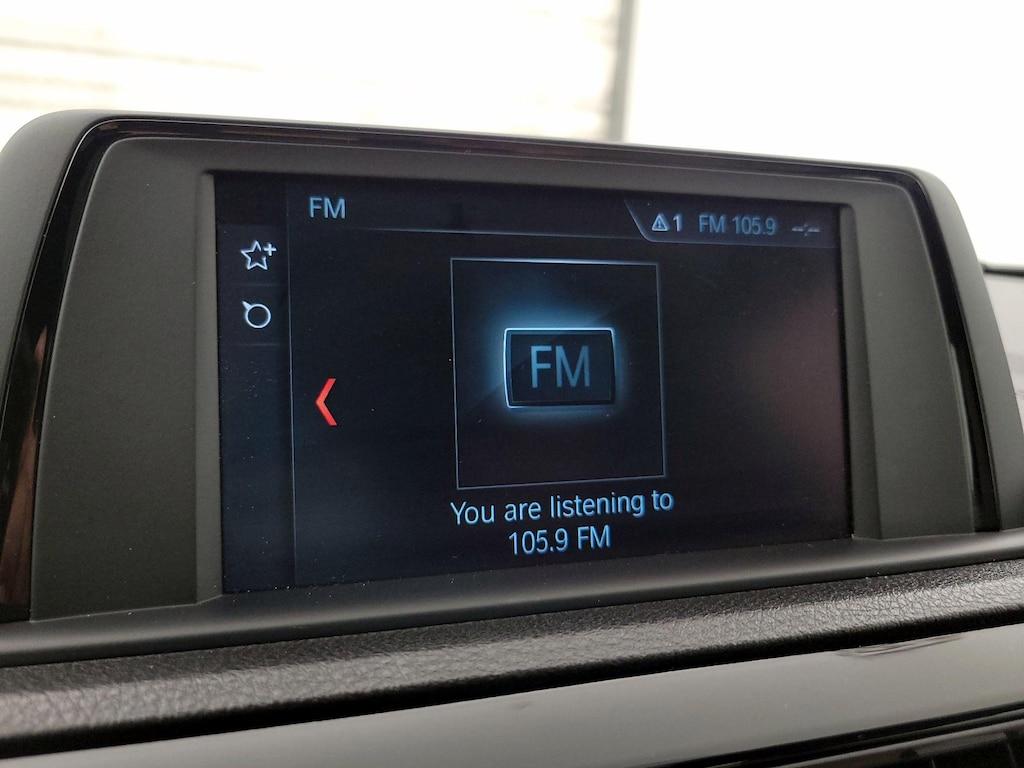 FM
1 FM 105.9 --:--
FM
You are listening to
105.9 FM